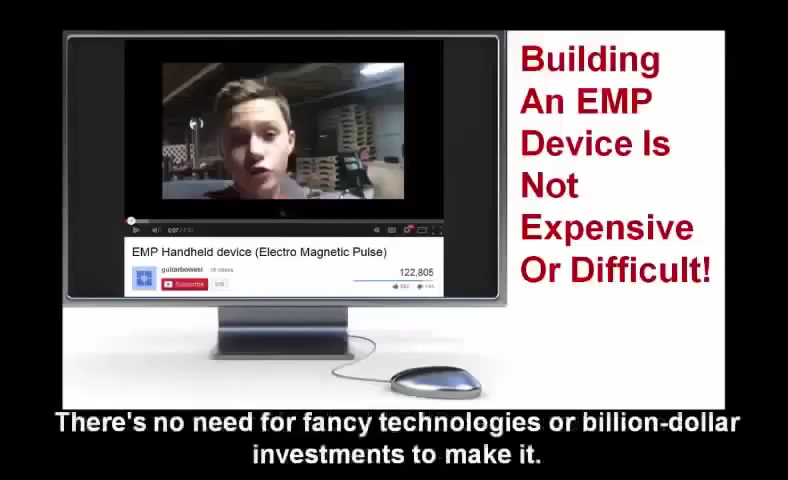 Building
An EMP
Device Is
Not
Expensive
Or Difficult!
EMP Handheld device (Electro Magnetic Pulse)
guitarbowest
Subscribe
122,805
There's no need for fancy technologies or billion-dollar
investments to make it.